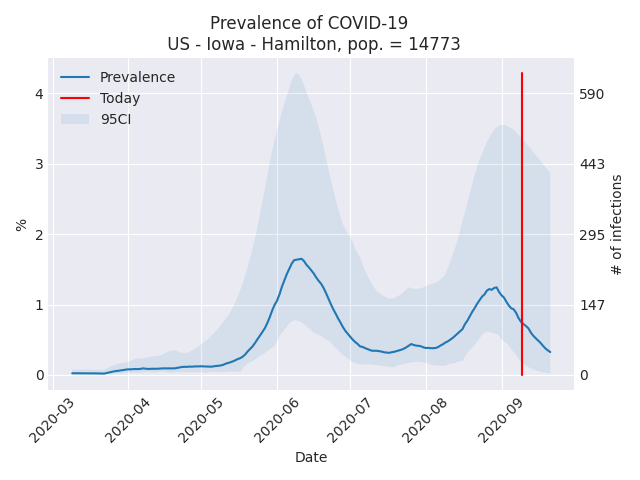 Prevalence of COVID-19
US - Iowa - Hamilton, pop. = 14773
Prevalence
Today
95CI
4
3
2
1
0
%
590
443
295
147
0
# of infections
2020-03
2020-04
2020-05
2020-06
2020-07
2020-08
2020-09
Date